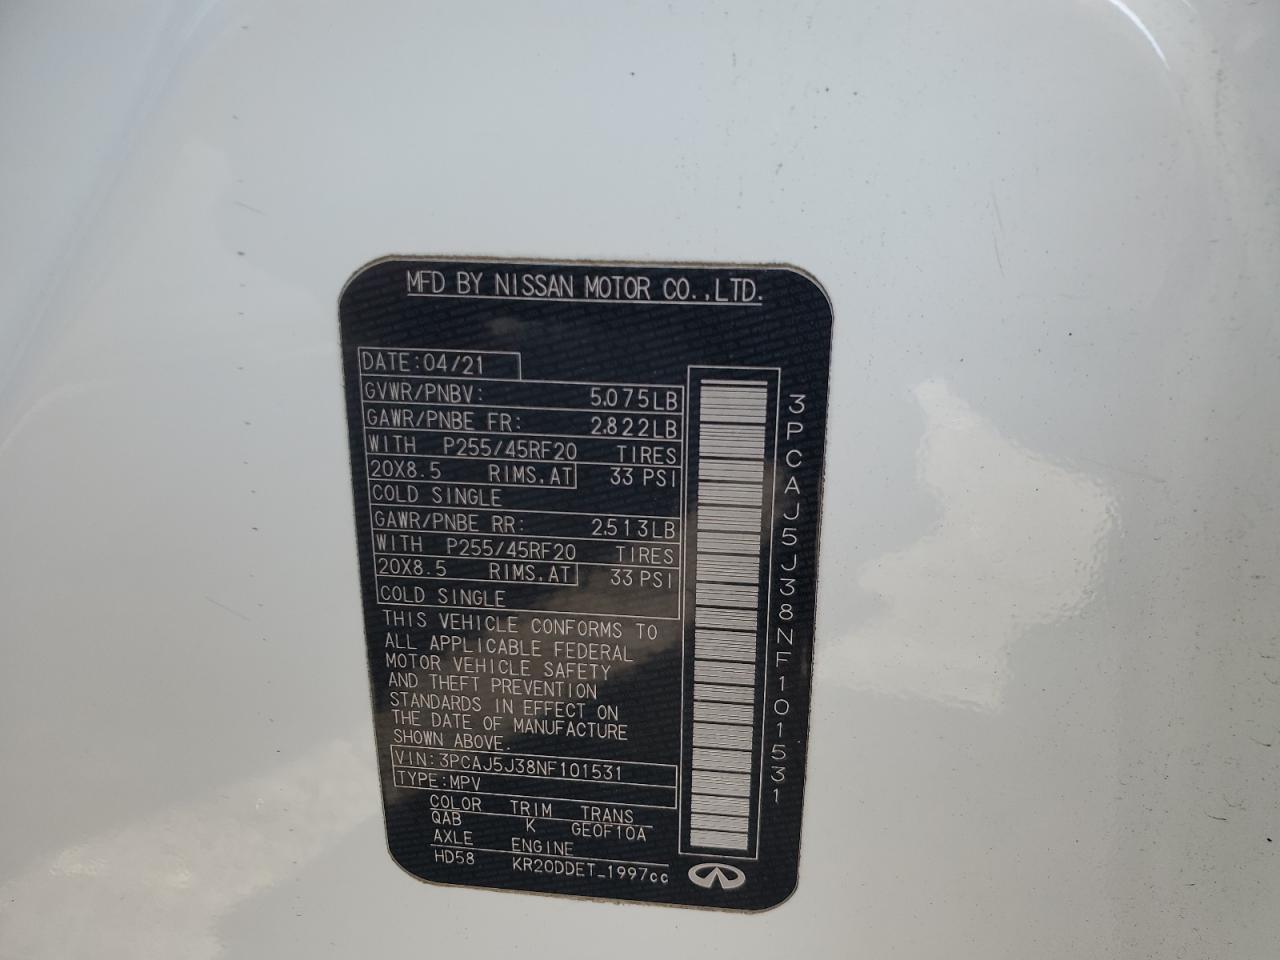 MFD BY NISSAN MOTOR CO.,LTD.
DATE:04/21
GVWR/PNBV: 5,075LB
GAWR/PNBE FR: 2,822LB
WITH P255/45RF20 TIRES
20X8.5 RIMS.AT 33 PSI
COLD SINGLE
GAWR/PNBE RR: 2,513LB
WITH P255/45RF20 TIRES
20X8.5 RIMS.AT 33 PSI
COLD SINGLE
THIS VEHICLE CONFORMS TO
ALL APPLICABLE FEDERAL
MOTOR VEHICLE SAFETY
AND THEFT PREVENTION
STANDARDS IN EFFECT ON
THE DATE OF MANUFACTURE
SHOWN ABOVE.
VIN:3PCAJ5J38NF101531
TYPE:MPV
COLOR TRIM TRANS
QAB K GE0F10A
AXLE ENGINE
HD58 KR20DDET_1997cc
3PCAJ5J38NF101531